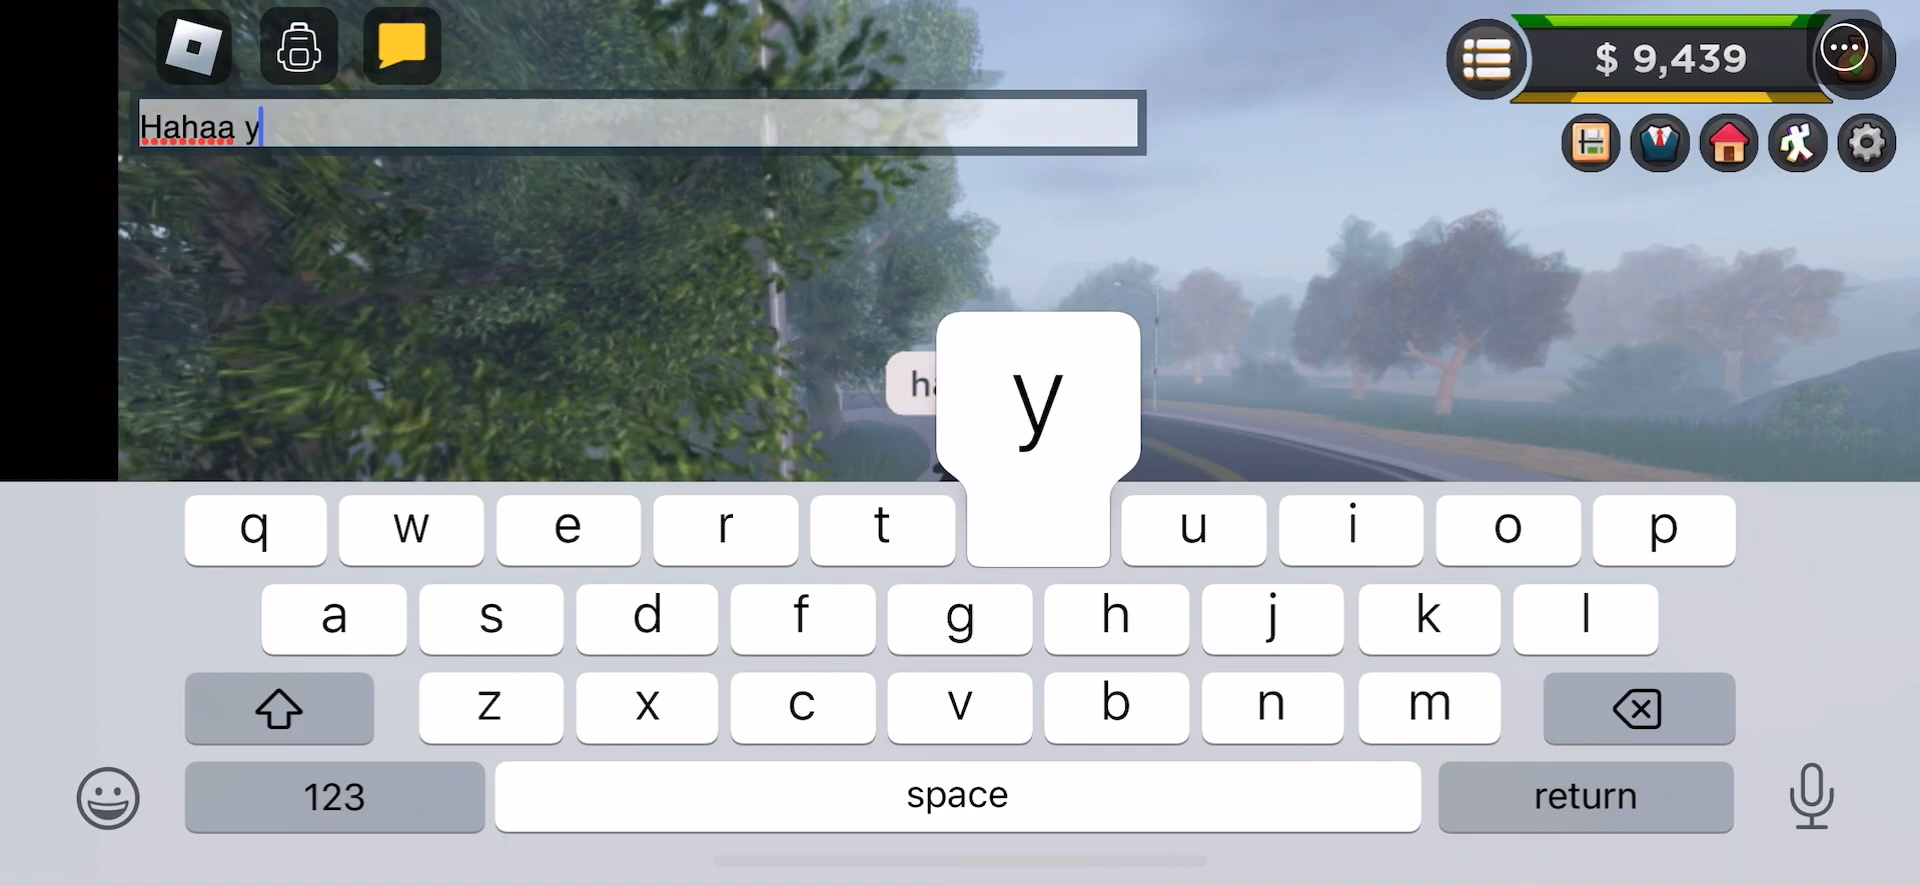 $ 9,439
Hahaa y
y
q w e r t u i o p
a s d f g h j k l
z x c v b n m
123 space return